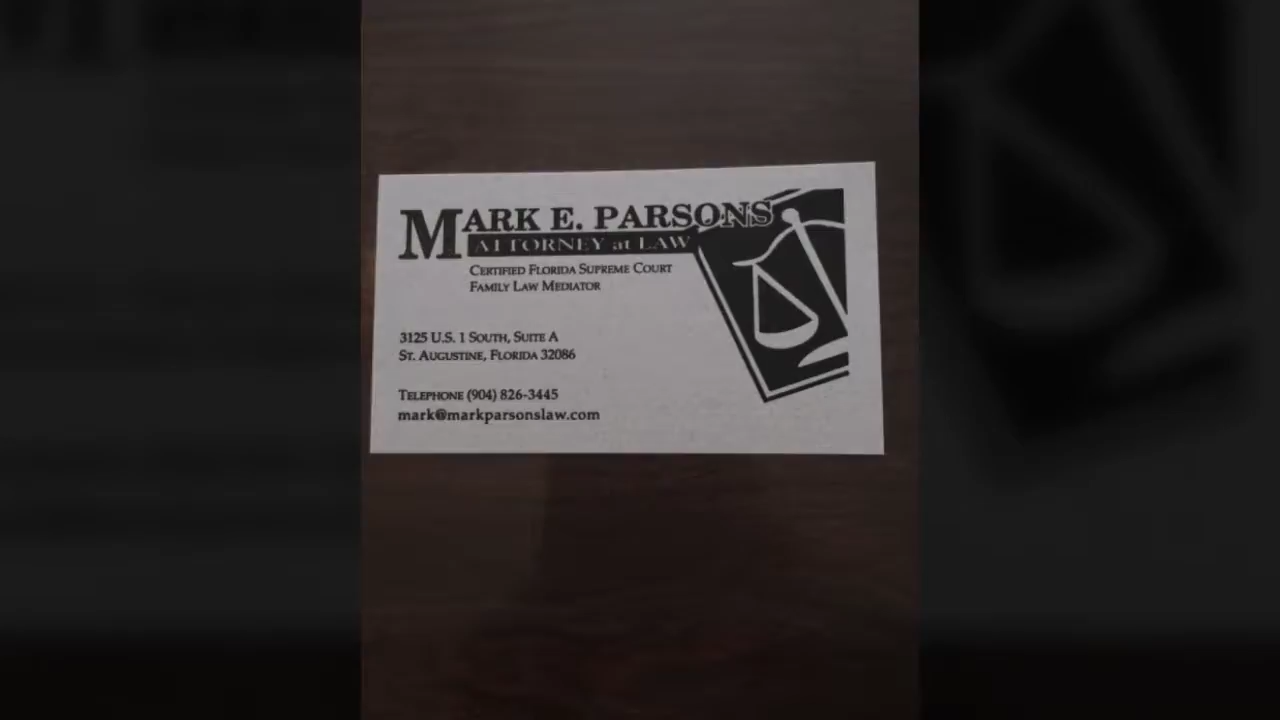 MARK E. PARSONS
ATTORNEY at LAW
CERTIFIED FLORIDA SUPREME COURT
FAMILY LAW MEDIATOR
3125 U.S. 1 SOUTH, SUITE A
ST. AUGUSTINE, FLORIDA 32086
TELEPHONE (904) 826-3445
mark@markparsonslaw.com